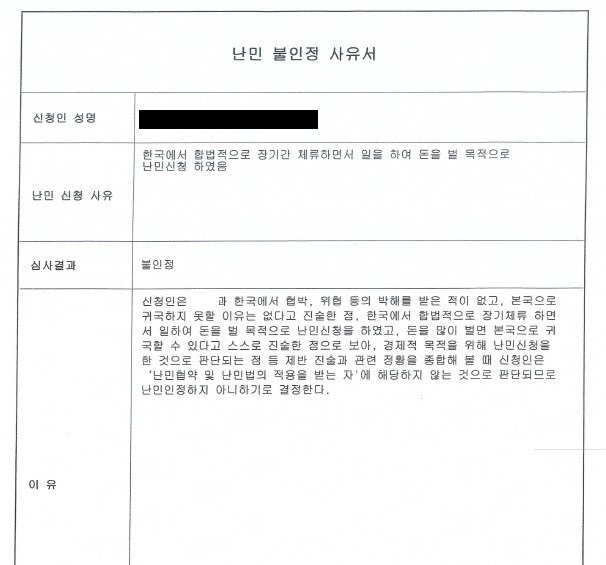 난민 불인정 사유서
신청인 성명
한국에서 합법적으로 장기간 체류하면서 일을 하여 돈을 벌 목적으로
난민신청 하였음
난민 신청 사유
심사결과
불인정
신청인은 과 한국에서 협박, 위협 등의 박해를 받은 적이 없고, 본국으로
귀국하지 못할 이유는 없다고 진술한 점, 한국에서 합법적으로 장기체류 하면
서 일하여 돈을 벌 목적으로 난민신청을 하였고, 돈을 많이 벌면 본국으로 귀
국할 수 있다고 스스로 진술한 점으로 보아, 경제적 목적을 위해 난민신청을
한 것으로 판단되는 점 등 제반 진술과 관련 정황을 종합해 볼 때 신청인은
'난민협약 및 난민법의 적용을 받는 자'에 해당하지 않는 것으로 판단되므로
난민인정하지 아니하기로 결정한다.
이 유